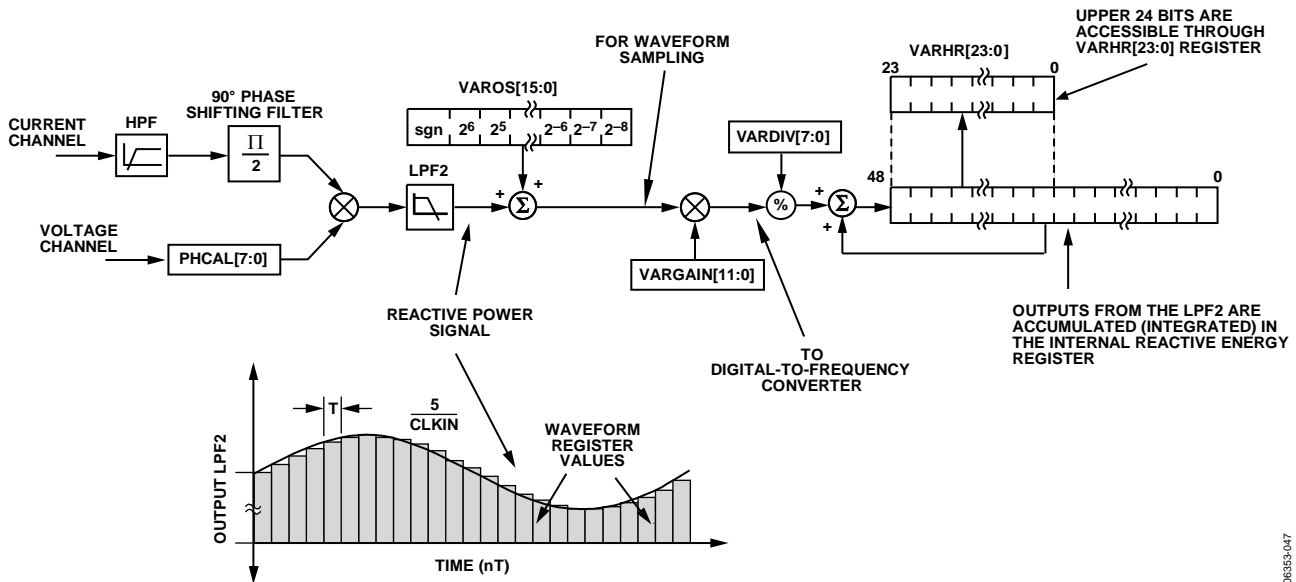 UPPER 24 BITS ARE
ACCESSIBLE THROUGH
VARHR[23:0] REGISTER
FOR WAVEFORM
SAMPLING
VARHR[23:0]
23
0
90° PHASE
SHIFTING FILTER
VAROS[15:0]
CURRENT
CHANNEL
HPF
Π
2
sgn 2⁶ 2⁵ 2⁻⁶ 2⁻⁷ 2⁻⁸
VARDIV[7:0]
LPF2
+
+
Σ
%
+
+
Σ
48
0
VOLTAGE
CHANNEL
PHCAL[7:0]
VARGAIN[11:0]
REACTIVE POWER
SIGNAL
TO
DIGITAL-TO-FREQUENCY
CONVERTER
OUTPUTS FROM THE LPF2 ARE
ACCUMULATED (INTEGRATED) IN
THE INTERNAL REACTIVE ENERGY
REGISTER
T
5
CLKIN
WAVEFORM
REGISTER
VALUES
OUTPUT LPF2
TIME (nT)
06353-047